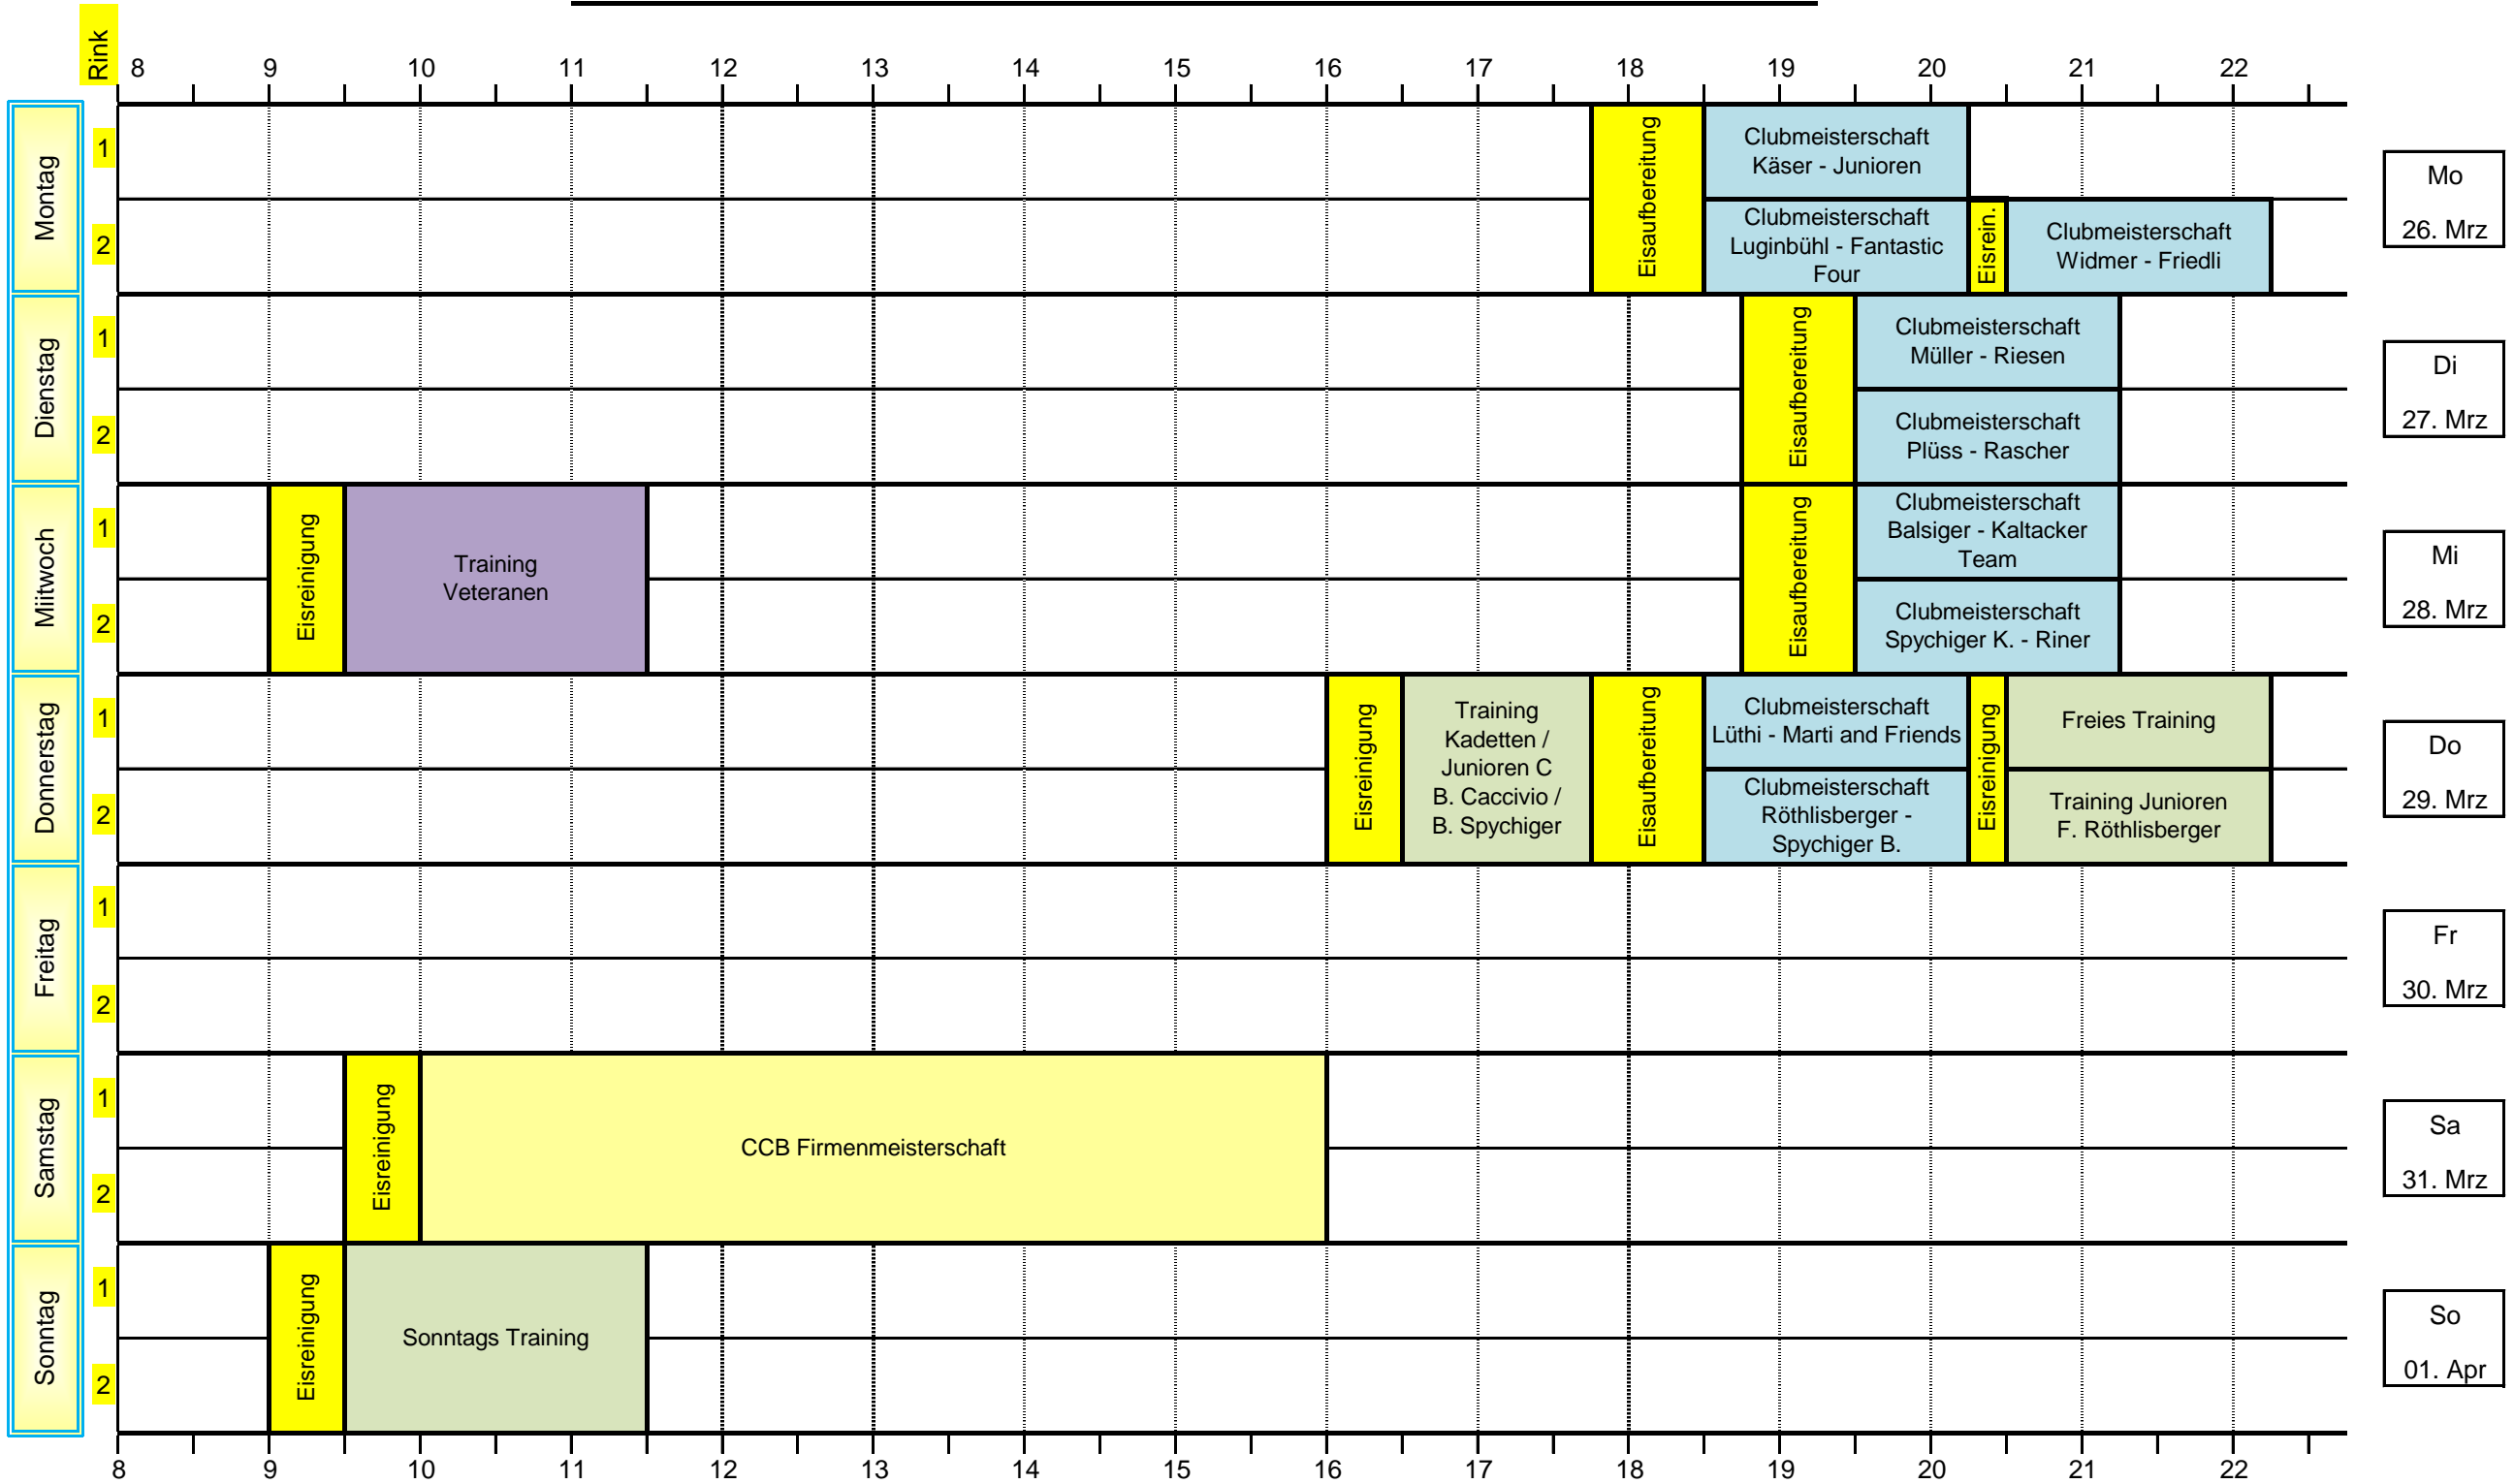 Rink
8 9 10 11 12 13 14 15 16 17 18 19 20 21 22
Montag
1
2
Eisaufbereitung
Clubmeisterschaft
Käser - Junioren
Clubmeisterschaft
Luginbühl - Fantastic
Four
Eisrein.
Clubmeisterschaft
Widmer - Friedli
Mo
26. Mrz
Dienstag
1
2
Eisaufbereitung
Clubmeisterschaft
Müller - Riesen
Clubmeisterschaft
Plüss - Rascher
Di
27. Mrz
Miitwoch
1
2
Eisreinigung
Training
Veteranen
Eisaufbereitung
Clubmeisterschaft
Balsiger - Kaltacker
Team
Clubmeisterschaft
Spychiger K. - Riner
Mi
28. Mrz
Donnerstag
1
2
Eisreinigung
Training
Kadetten /
Junioren C
B. Caccivio /
B. Spychiger
Eisaufbereitung
Clubmeisterschaft
Lüthi - Marti and Friends
Clubmeisterschaft
Röthlisberger -
Spychiger B.
Eisreinigung
Freies Training
Training Junioren
F. Röthlisberger
Do
29. Mrz
Freitag
1
2
Fr
30. Mrz
Samstag
1
2
Eisreinigung
CCB Firmenmeisterschaft
Sa
31. Mrz
Sonntag
1
2
Eisreinigung
Sonntags Training
So
01. Apr
8 9 10 11 12 13 14 15 16 17 18 19 20 21 22